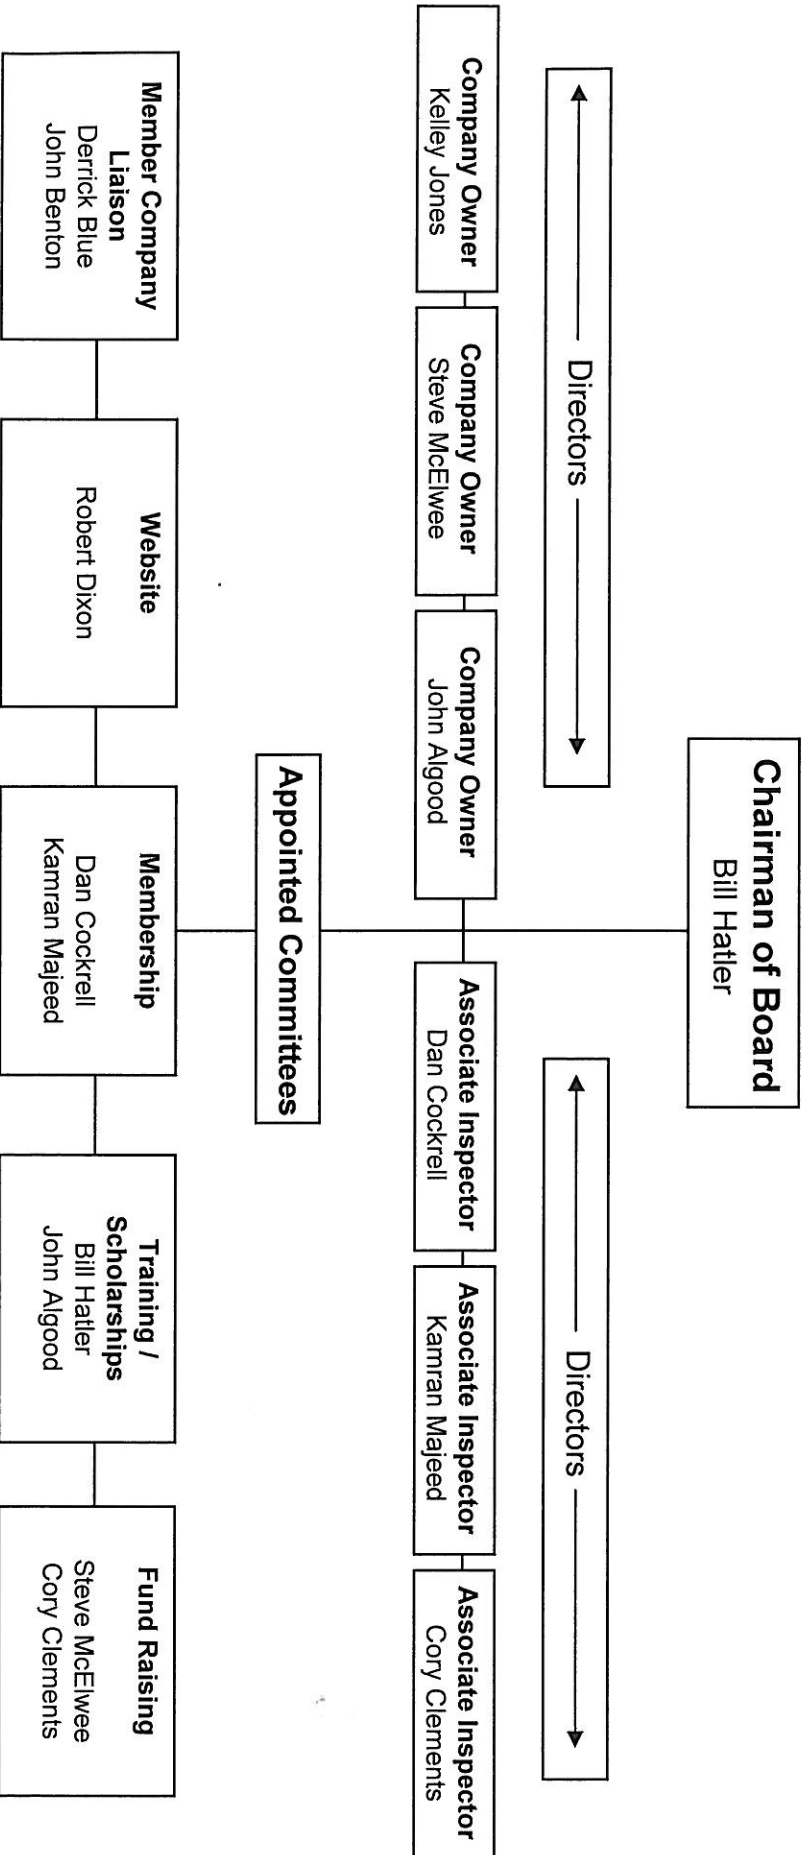 Chairman of Board
Bill Hatler
Directors
Directors
Company Owner
Kelley Jones
Company Owner
Steve McElwee
Company Owner
John Algood
Associate Inspector
Dan Cockrell
Associate Inspector
Kamran Majeed
Associate Inspector
Cory Clements
Appointed Committees
Member Company
Liaison
Derrick Blue
John Benton
Website
Robert Dixon
Membership
Dan Cockrell
Kamran Majeed
Training /
Scholarships
Bill Hatler
John Algood
Fund Raising
Steve McElwee
Cory Clements